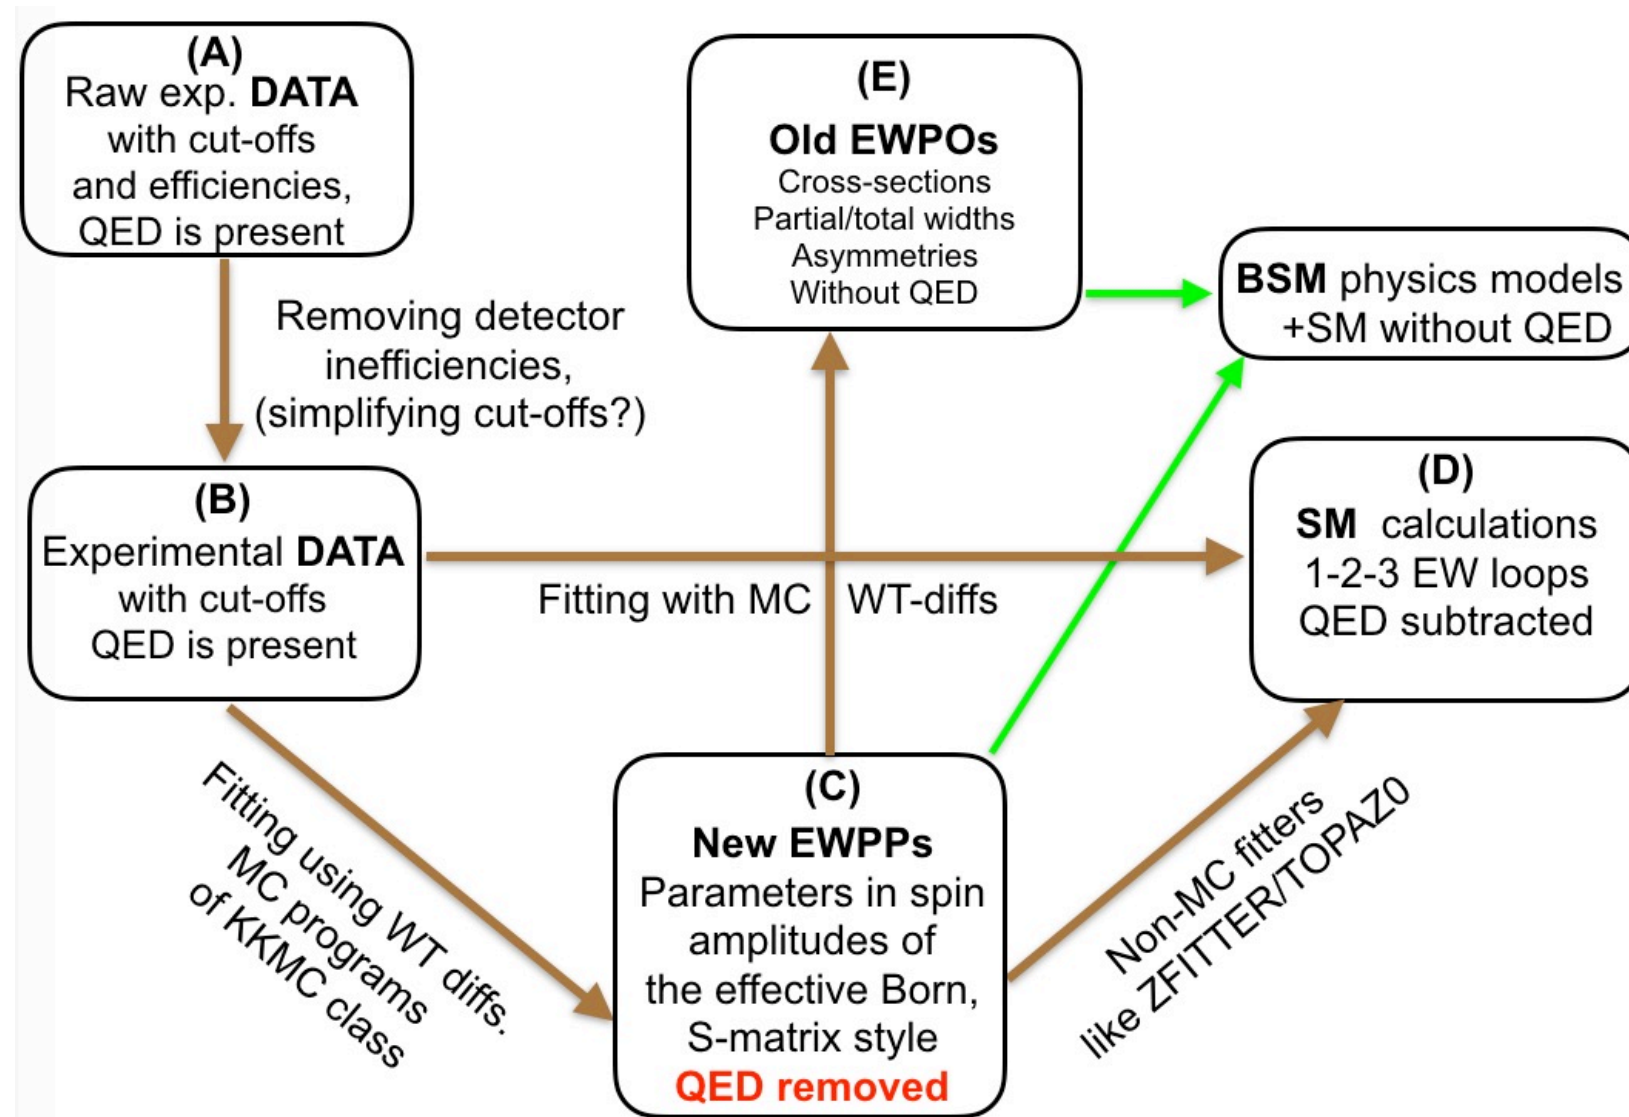 (A)
Raw exp. DATA
with cut-offs
and efficiencies,
QED is present
Removing detector
inefficiencies,
(simplifying cut-offs?)
(B)
Experimental DATA
with cut-offs
QED is present
(E)
Old EWPOs
Cross-sections
Partial/total widths
Asymmetries
Without QED
BSM physics models
+SM without QED
(D)
SM calculations
1-2-3 EW loops
QED subtracted
Fitting with MC WT-diffs
Fitting using WT diffs.
MC programs
of KKMC class
(C)
New EWPPs
Parameters in spin
amplitudes of
the effective Born,
S-matrix style
QED removed
Non-MC fitters
like ZFITTER/TOPAZ0